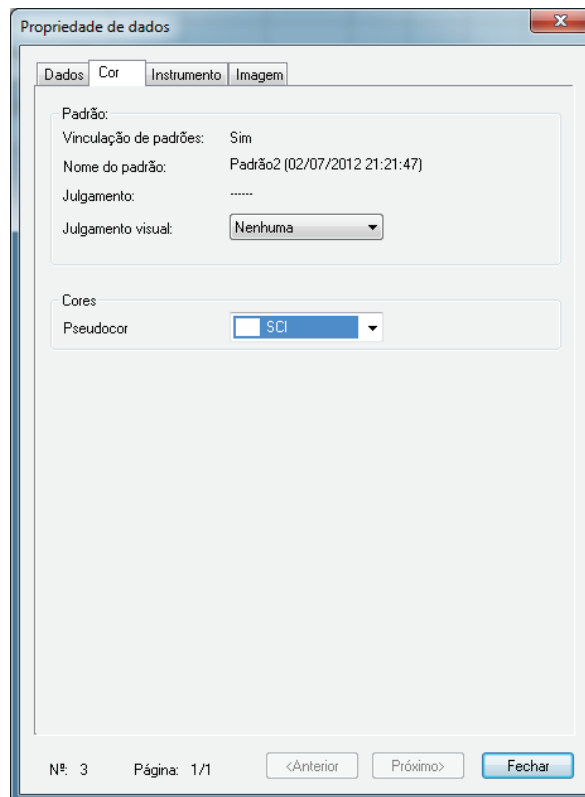 Propriedade de dados
x
Dados Cor Instrumento Imagem
Padrão:
Vinculação de padrões: Sim
Nome do padrão: Padrão2 (02/07/2012 21:21:47)
Julgamento: ------
Julgamento visual: Nenhuma
Cores
Pseudocor SCI
Nº: 3 Página: 1/1 <Anterior Próximo> Fechar